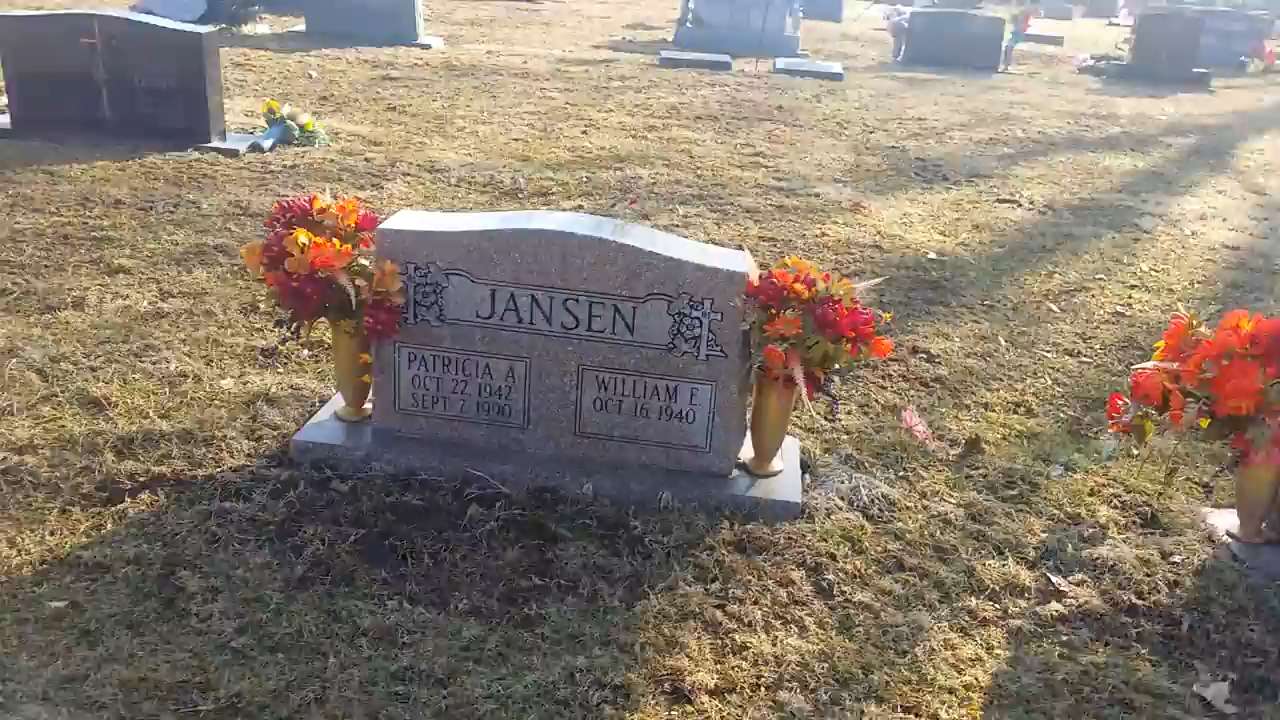 JANSEN
PATRICIA A.
OCT 22, 1942
SEPT 7, 1990
WILLIAM E.
OCT 16, 1940